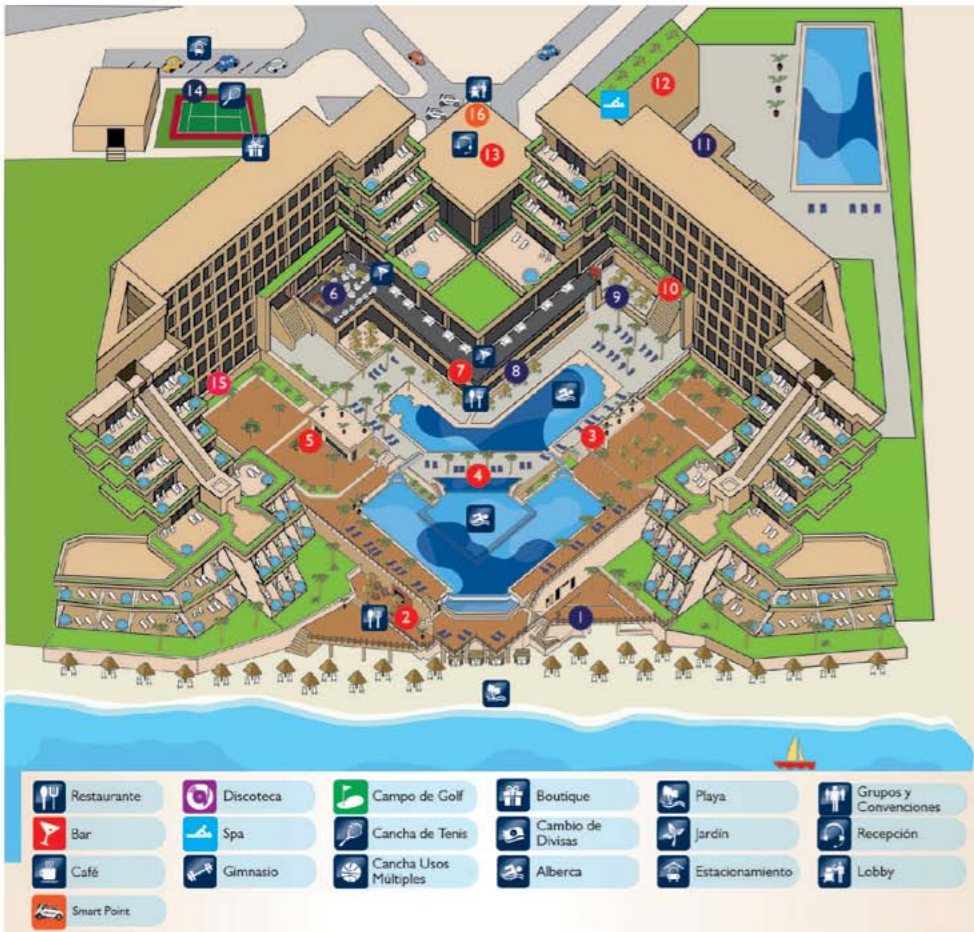 14
16
13
12
11
6
9
10
7
8
15
5
3
4
2
1
Restaurante
Discoteca
Campo de Golf
Boutique
Playa
Grupos y
Convenciones
Bar
Spa
Cancha de Tenis
Cambio de
Divisas
Jardín
Recepción
Café
Gimnasio
Cancha Usos
Múltiples
Alberca
Estacionamiento
Lobby
Smart Point